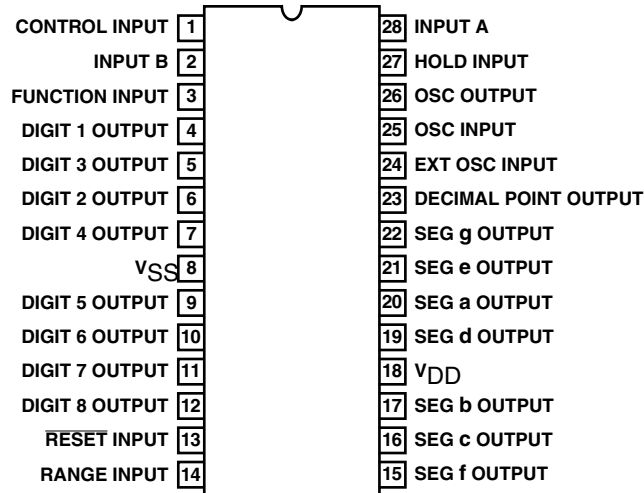 CONTROL INPUT 1 28 INPUT A
INPUT B 2 27 HOLD INPUT
FUNCTION INPUT 3 26 OSC OUTPUT
DIGIT 1 OUTPUT 4 25 OSC INPUT
DIGIT 3 OUTPUT 5 24 EXT OSC INPUT
DIGIT 2 OUTPUT 6 23 DECIMAL POINT OUTPUT
DIGIT 4 OUTPUT 7 22 SEG g OUTPUT
VSS 8 21 SEG e OUTPUT
DIGIT 5 OUTPUT 9 20 SEG a OUTPUT
DIGIT 6 OUTPUT 10 19 SEG d OUTPUT
DIGIT 7 OUTPUT 11 18 VDD
DIGIT 8 OUTPUT 12 17 SEG b OUTPUT
RESET INPUT 13 16 SEG c OUTPUT
RANGE INPUT 14 15 SEG f OUTPUT